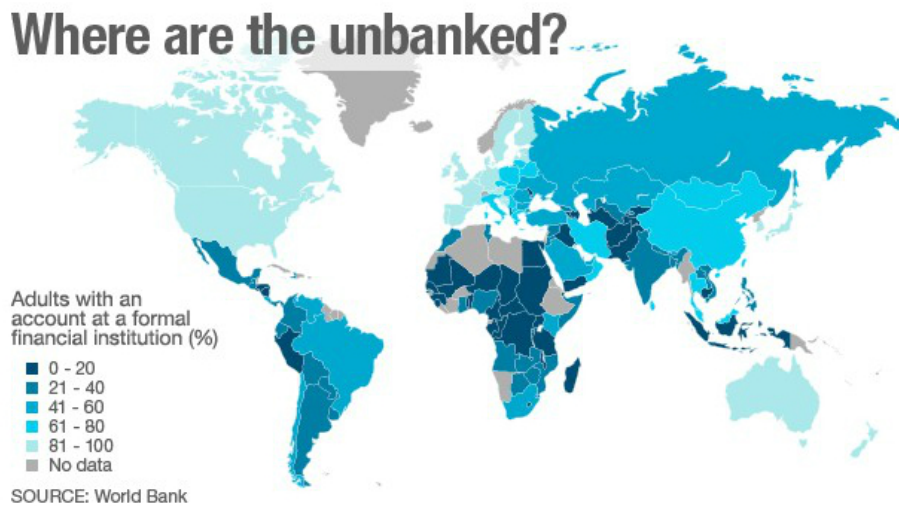 Where are the unbanked?
Adults with an
account at a formal
financial institution (%)
0 - 20
21 - 40
41 - 60
61 - 80
81 - 100
No data
SOURCE: World Bank